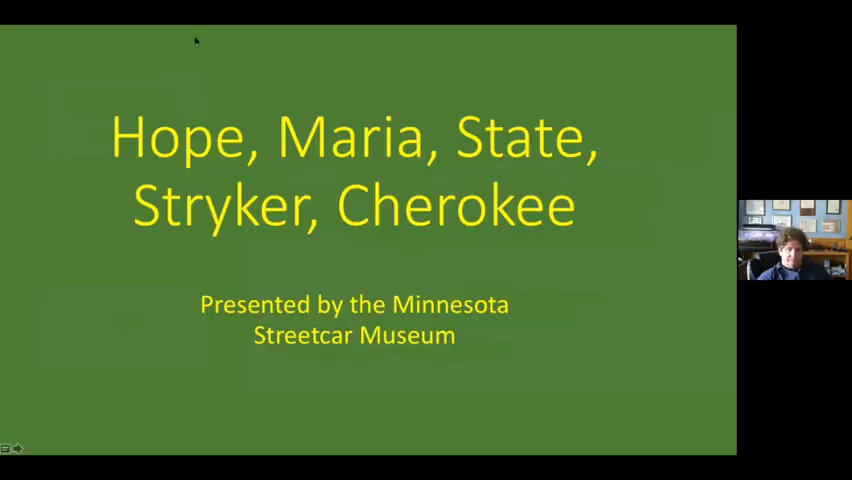 Hope, Maria, State,
Stryker, Cherokee
Presented by the Minnesota
Streetcar Museum